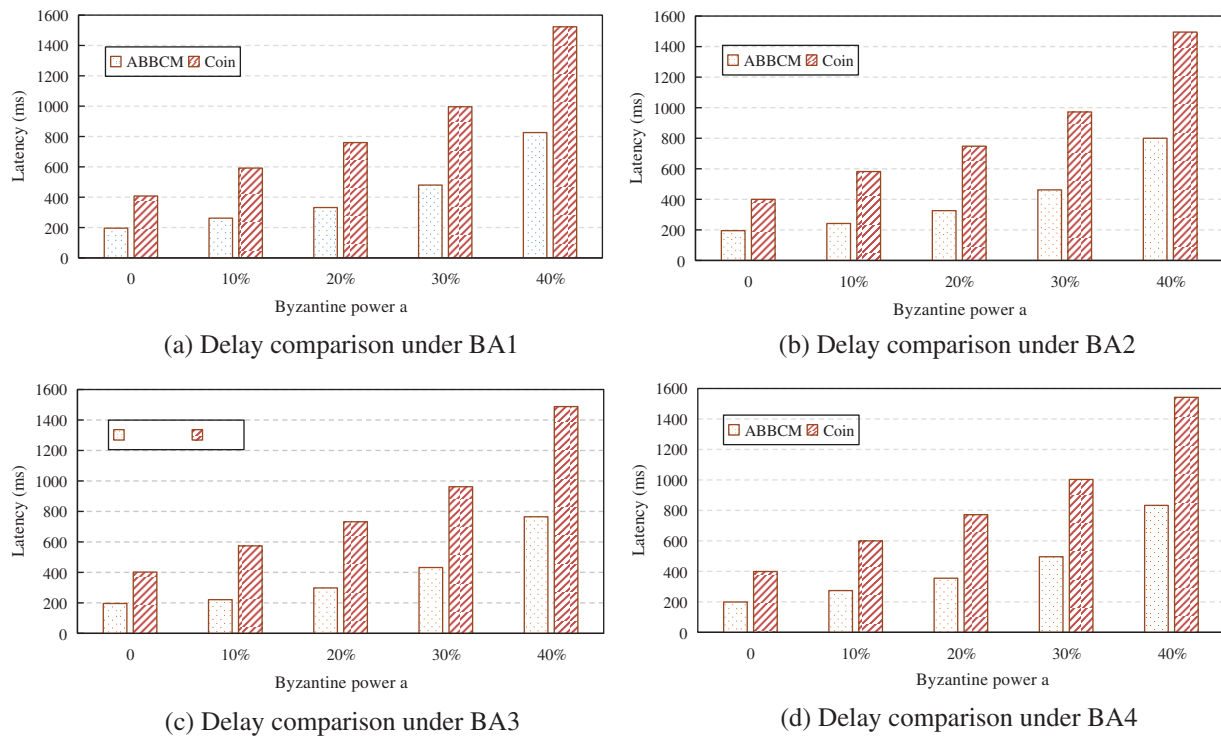 1600
1400
1200
1000
800
600
400
200
0
Latency (ms)
ABBCM Coin
0 10% 20% 30% 40%
Byzantine power a
(a) Delay comparison under BA1
1600
1400
1200
1000
800
600
400
200
0
Latency (ms)
ABBCM Coin
0 10% 20% 30% 40%
Byzantine power a
(b) Delay comparison under BA2
1600
1400
1200
1000
800
600
400
200
0
Latency (ms)
0 10% 20% 30% 40%
Byzantine power a
(c) Delay comparison under BA3
1600
1400
1200
1000
800
600
400
200
0
Latency (ms)
ABBCM Coin
0 10% 20% 30% 40%
Byzantine power a
(d) Delay comparison under BA4